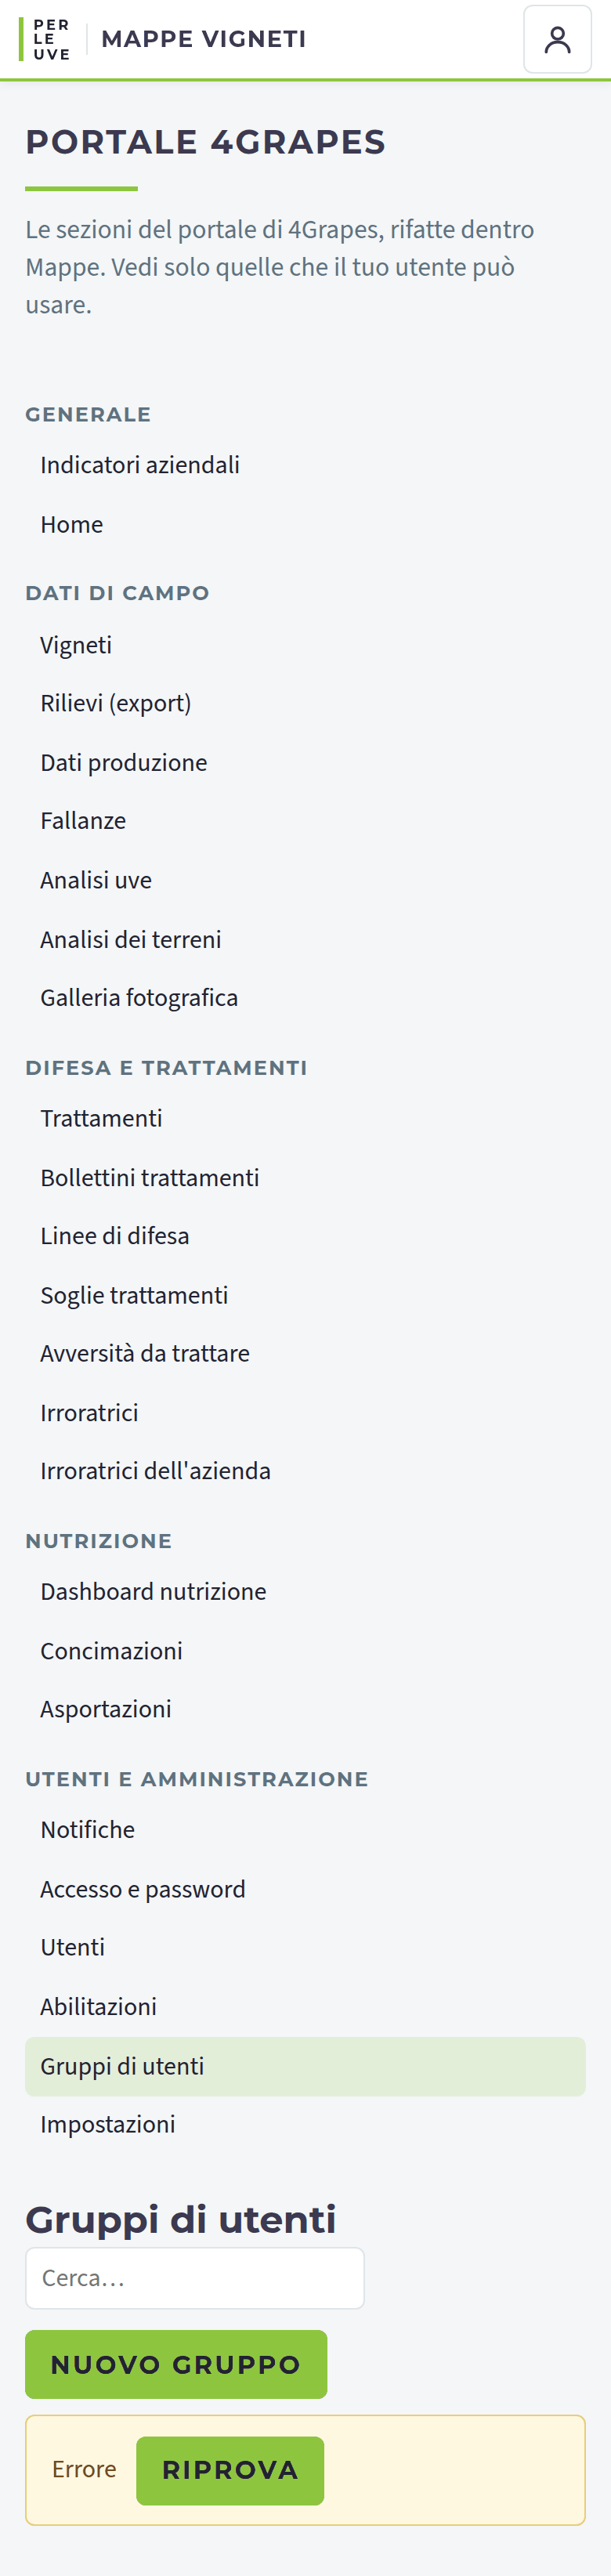 PER
LE
UVE
MAPPE VIGNETI
PORTALE 4GRAPES
Le sezioni del portale di 4Grapes, rifatte dentro
Mappe. Vedi solo quelle che il tuo utente può
usare.
GENERALE
Indicatori aziendali
Home
DATI DI CAMPO
Vigneti
Rilievi (export)
Dati produzione
Fallanze
Analisi uve
Analisi dei terreni
Galleria fotografica
DIFESA E TRATTAMENTI
Trattamenti
Bollettini trattamenti
Linee di difesa
Soglie trattamenti
Avversità da trattare
Irroratrici
Irroratrici dell'azienda
NUTRIZIONE
Dashboard nutrizione
Concimazioni
Asportazioni
UTENTI E AMMINISTRAZIONE
Notifiche
Accesso e password
Utenti
Abilitazioni
Gruppi di utenti
Impostazioni
Gruppi di utenti
Cerca...
NUOVO GRUPPO
Errore
RIPROVA